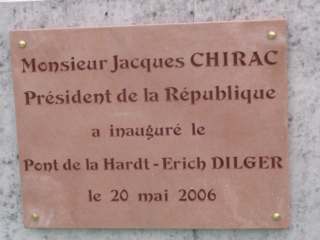 Monsieur Jacques CHIRAC
Président de la République
a inauguré le
Pont de la Hardt - Erich DILGER
le 20 mai 2006